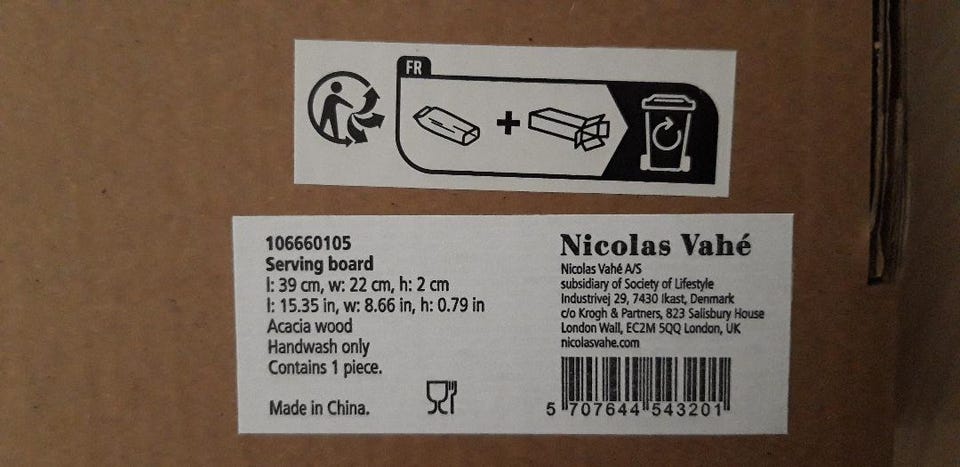 FR
106660105
Serving board
l: 39 cm, w: 22 cm, h: 2 cm
l: 15.35 in, w: 8.66 in, h: 0.79 in
Acacia wood
Handwash only
Contains 1 piece.
Made in China.
Nicolas Vahé
Nicolas Vahé A/S
subsidiary of Society of Lifestyle
Industrivej 29, 7430 Ikast, Denmark
c/o Krogh & Partners, 823 Salisbury House
London Wall, EC2M 5QQ London, UK
nicolasvahe.com
5 707644 543201